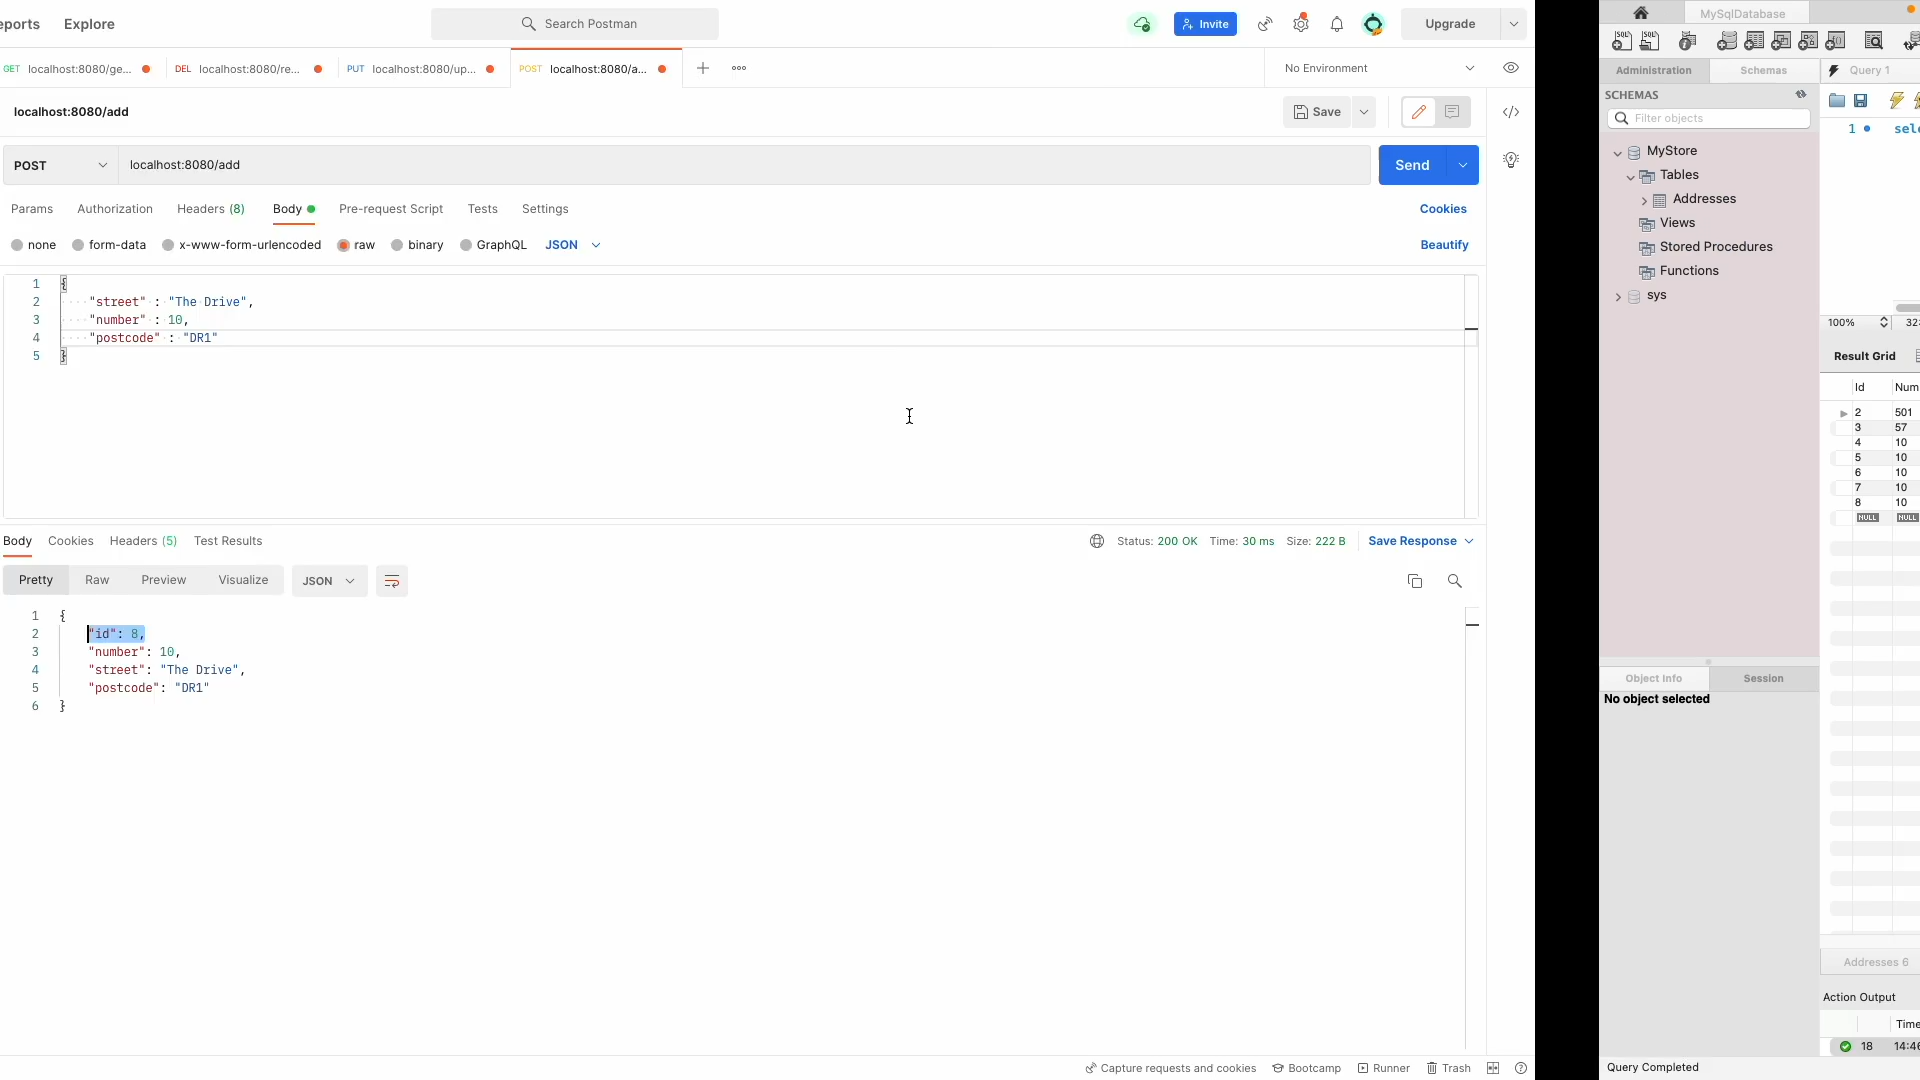 Explore
Search Postman
Invite
Upgrade
GET localhost:8080/ge...
DEL localhost:8080/re...
PUT localhost:8080/up...
POST localhost:8080/a...
No Environment
localhost:8080/add
Save
POST
localhost:8080/add
Send
Params
Authorization
Headers (8)
Body
Pre-request Script
Tests
Settings
Cookies
none
form-data
x-www-form-urlencoded
raw
binary
GraphQL
JSON
Beautify
1 {
2 "street" : "The Drive",
3 "number" : 10,
4 "postcode" : "DR1"
5 }
Body
Cookies
Headers (5)
Test Results
Status: 200 OK Time: 30 ms Size: 222 B
Save Response
Pretty
Raw
Preview
Visualize
JSON
1 {
2 "id": 8,
3 "number": 10,
4 "street": "The Drive",
5 "postcode": "DR1"
6 }
Capture requests and cookies
Bootcamp
Runner
Trash
MySqlDatabase
Administration
Schemas
Query 1
SCHEMAS
Filter objects
1
MyStore
Tables
Addresses
Views
Stored Procedures
Functions
sys
100%
Result Grid
Id
2 501
3 57
4 10
5 10
6 10
7 10
8 10
NULL NULL
Object Info
Session
No object selected
Addresses 6
Action Output
Time
18
Query Completed